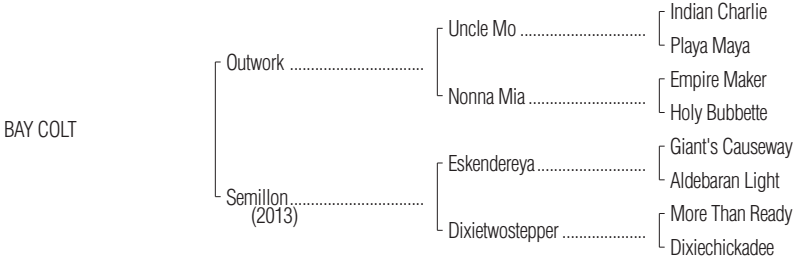 Indian Charlie
Uncle Mo ..............................
Playa Maya
Outwork ................................
Empire Maker
Nonna Mia ............................
Holy Bubbette
BAY COLT
Giant's Causeway
Eskendereya ..........................
Aldebaran Light
Semillon ................................
(2013)
More Than Ready
Dixietwostepper ....................
Dixiechickadee